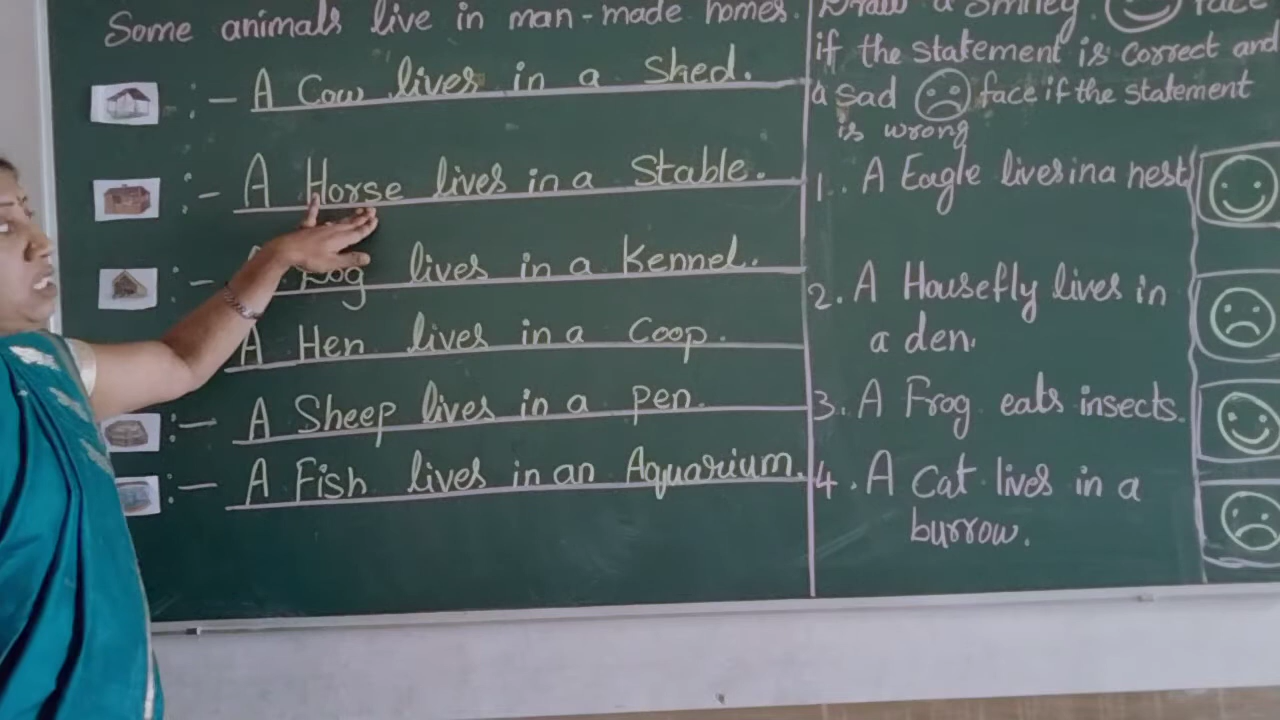 Some animals live in man-made homes.
:- A Cow lives in a Shed.
:- A Horse lives in a Stable.
:- Dog lives in a Kennel.
A Hen lives in a Coop.
:- A Sheep lives in a pen.
:- A Fish lives in an Aquarium.
Draw a Smiley face
if the statement is correct and
a sad face if the statement
is wrong
1. A Eagle lives in a nest
2. A Housefly lives in
a den.
3. A Frog eats insects.
4. A Cat lives in a
burrow.